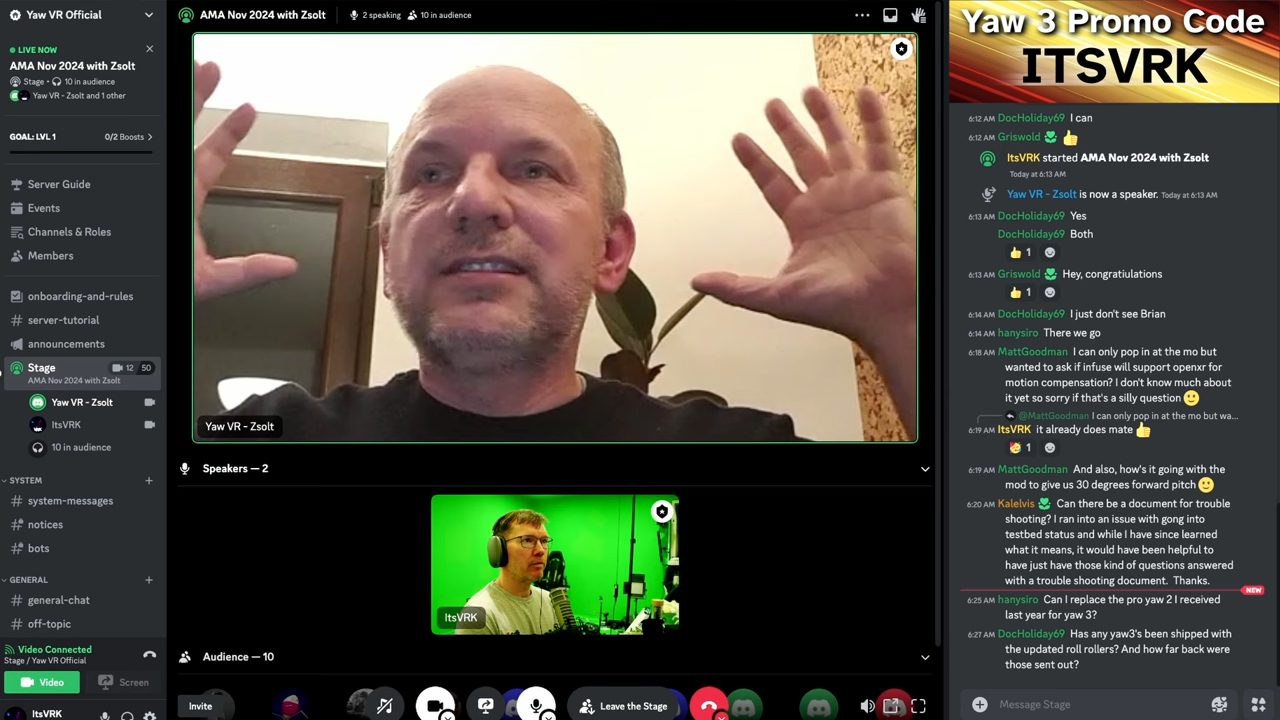 Yaw VR Official
LIVE NOW
AMA Nov 2024 with Zsolt
Stage • 10 in audience
Yaw VR - Zsolt and 1 other
GOAL: LVL 1
0/2 Boosts
Server Guide
Events
Channels & Roles
Members
onboarding-and-rules
server-tutorial
announcements
Stage
12 50
AMA Nov 2024 with Zsolt
Yaw VR - Zsolt
ItsVRK
10 in audience
SYSTEM
system-messages
notices
bots
GENERAL
general-chat
off-topic
Video Connected
Stage / Yaw VR Official
Video
Screen
ItsVRK
AMA Nov 2024 with Zsolt
2 speaking
10 in audience
Yaw VR - Zsolt
Speakers — 2
ItsVRK
Audience — 10
Invite
Leave the Stage
Yaw 3 Promo Code
ITSVRK
6:12 AM DocHoliday69 I can
6:12 AM Griswold
ItsVRK started AMA Nov 2024 with Zsolt
Today at 6:13 AM
Yaw VR - Zsolt is now a speaker. Today at 6:13 AM
6:13 AM DocHoliday69 Yes
DocHoliday69 Both
1
6:13 AM Griswold Hey, congratiulations
1
6:14 AM DocHoliday69 I just don't see Brian
6:14 AM hanysiro There we go
6:18 AM MattGoodman I can only pop in at the mo but
wanted to ask if infuse will support openxr for
motion compensation? I don't know much about
it yet so sorry if that's a silly question
@MattGoodman I can only pop in at the mo but wa...
6:19 AM ItsVRK it already does mate
1
6:19 AM MattGoodman And also, how's it going with the
mod to give us 30 degrees forward pitch
6:20 AM Kalelvis Can there be a document for trouble
shooting? I ran into an issue with gong into
testbed status and while I have since learned
what it means, it would have been helpful to
have just have those kind of questions answered
with a trouble shooting document. Thanks.
NEW
6:25 AM hanysiro Can I replace the pro yaw 2 I received
last year for yaw 3?
6:27 AM DocHoliday69 Has any yaw3's been shipped with
the updated roll rollers? And how far back were
those sent out?
Message Stage